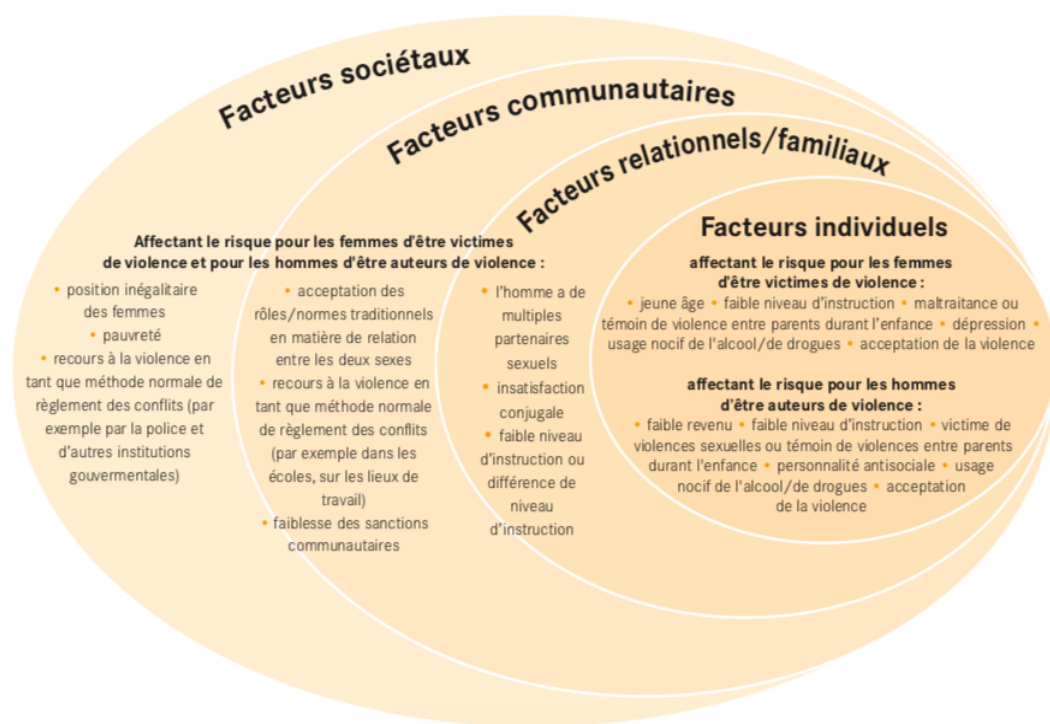 Facteurs sociétaux
Facteurs communautaires
Facteurs relationnels/familiaux
Facteurs individuels
Affectant le risque pour les femmes d'être victimes
de violence et pour les hommes d'être auteurs de violence :
• position inégalitaire
des femmes
• pauvreté
• recours à la violence en
tant que méthode normale de
règlement des conflits (par
exemple par la police et
d'autres institutions
gouvermentales)
• acceptation des
rôles/normes traditionnels
en matière de relation
entre les deux sexes
• recours à la violence en
tant que méthode normale
de règlement des conflits
(par exemple dans les
écoles, sur les lieux de
travail)
• faiblesse des sanctions
communautaires
• l'homme a de
multiples
partenaires
sexuels
• insatisfaction
conjugale
• faible niveau
d'instruction ou
différence de
niveau
d'instruction
affectant le risque pour les femmes
d'être victimes de violence :
• jeune âge • faible niveau d'instruction • maltraitance ou
témoin de violence entre parents durant l'enfance • dépression •
usage nocif de l'alcool/de drogues • acceptation de la violence
affectant le risque pour les hommes
d'être auteurs de violence :
• faible revenu • faible niveau d'instruction • victime de
violences sexuelles ou témoin de violences entre parents
durant l'enfance • personnalité antisociale • usage
nocif de l'alcool/de drogues • acceptation
de la violence